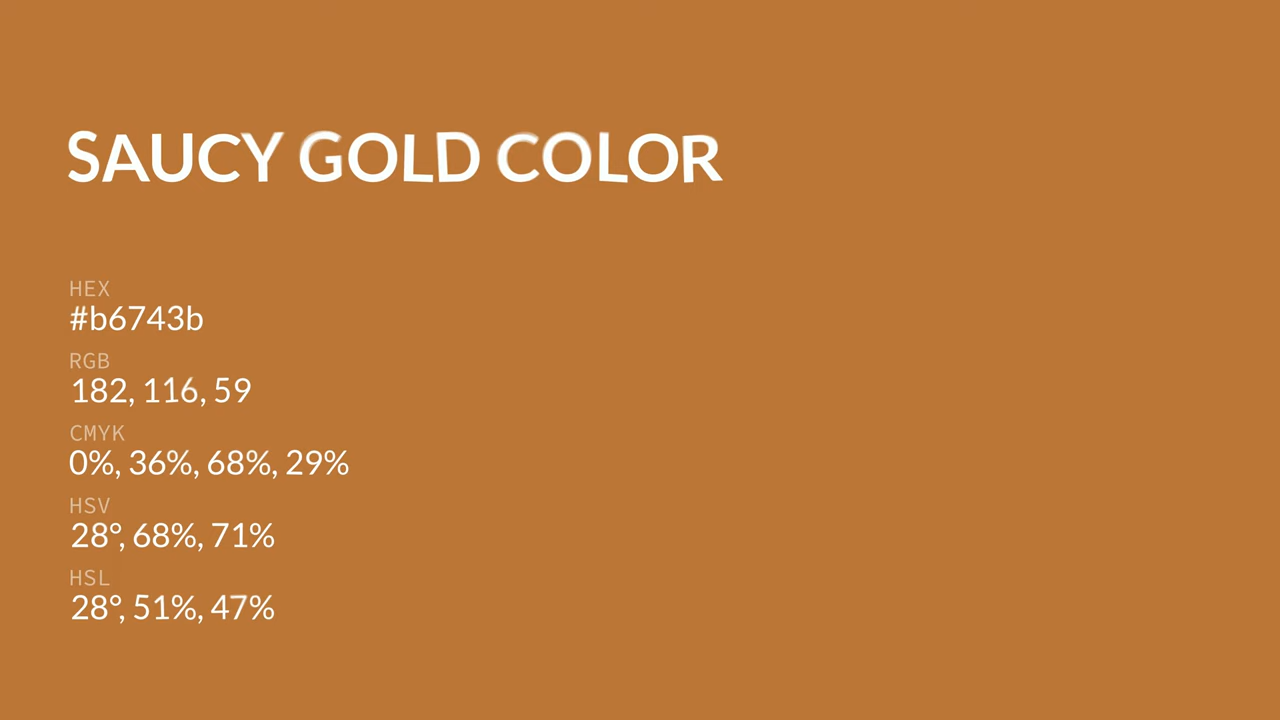 SAUCY GOLD COLOR
HEX
#b6743b
RGB
182, 116, 59
CMYK
0%, 36%, 68%, 29%
HSV
28°, 68%, 71%
HSL
28°, 51%, 47%